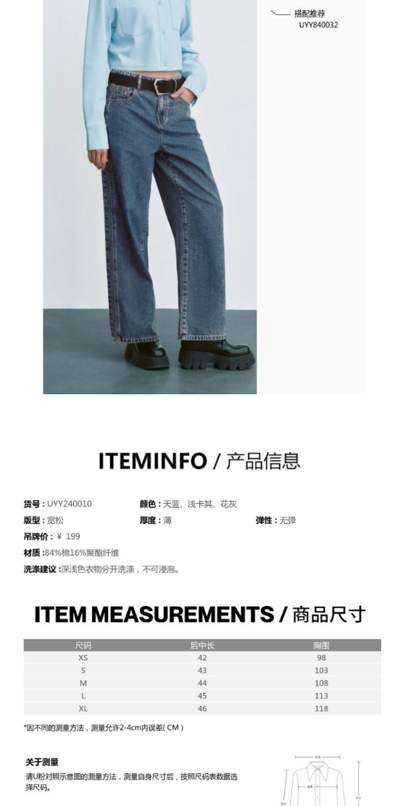 搭配推荐
UYY840032
ITEMINFO / 产品信息
货号 : UYY240010 颜色 : 天蓝、浅卡其、花灰
版型 : 宽松 厚度 : 薄 弹性 : 无弹
吊牌价 : ¥ 199
材质 :84%棉16%聚酯纤维
洗涤建议 :深浅色衣物分开洗涤，不可浸泡。
ITEM MEASUREMENTS / 商品尺寸
尺码 后中长 胸围
XS 42 98
S 43 103
M 44 108
L 45 113
XL 46 118
*因不同的测量方法，测量允许2-4cm内误差( CM )
关于测量
请U粉对照示意图的测量方法，测量自身尺寸后，按照尺码表数据选
择尺码。